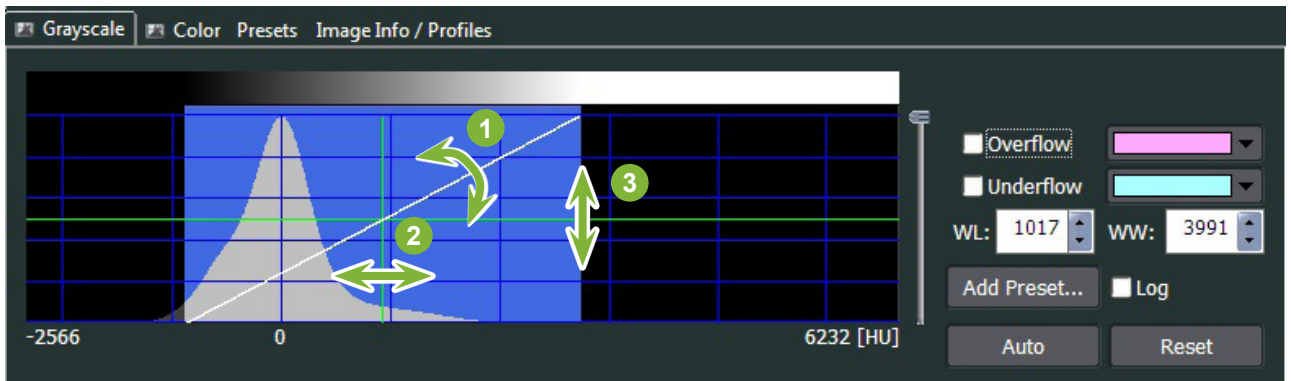 Grayscale Color Presets Image Info / Profiles
1
3
2
Overflow
Underflow
WL: 1017 WW: 3991
Add Preset... Log
-2566 0 6232 [HU]
Auto Reset